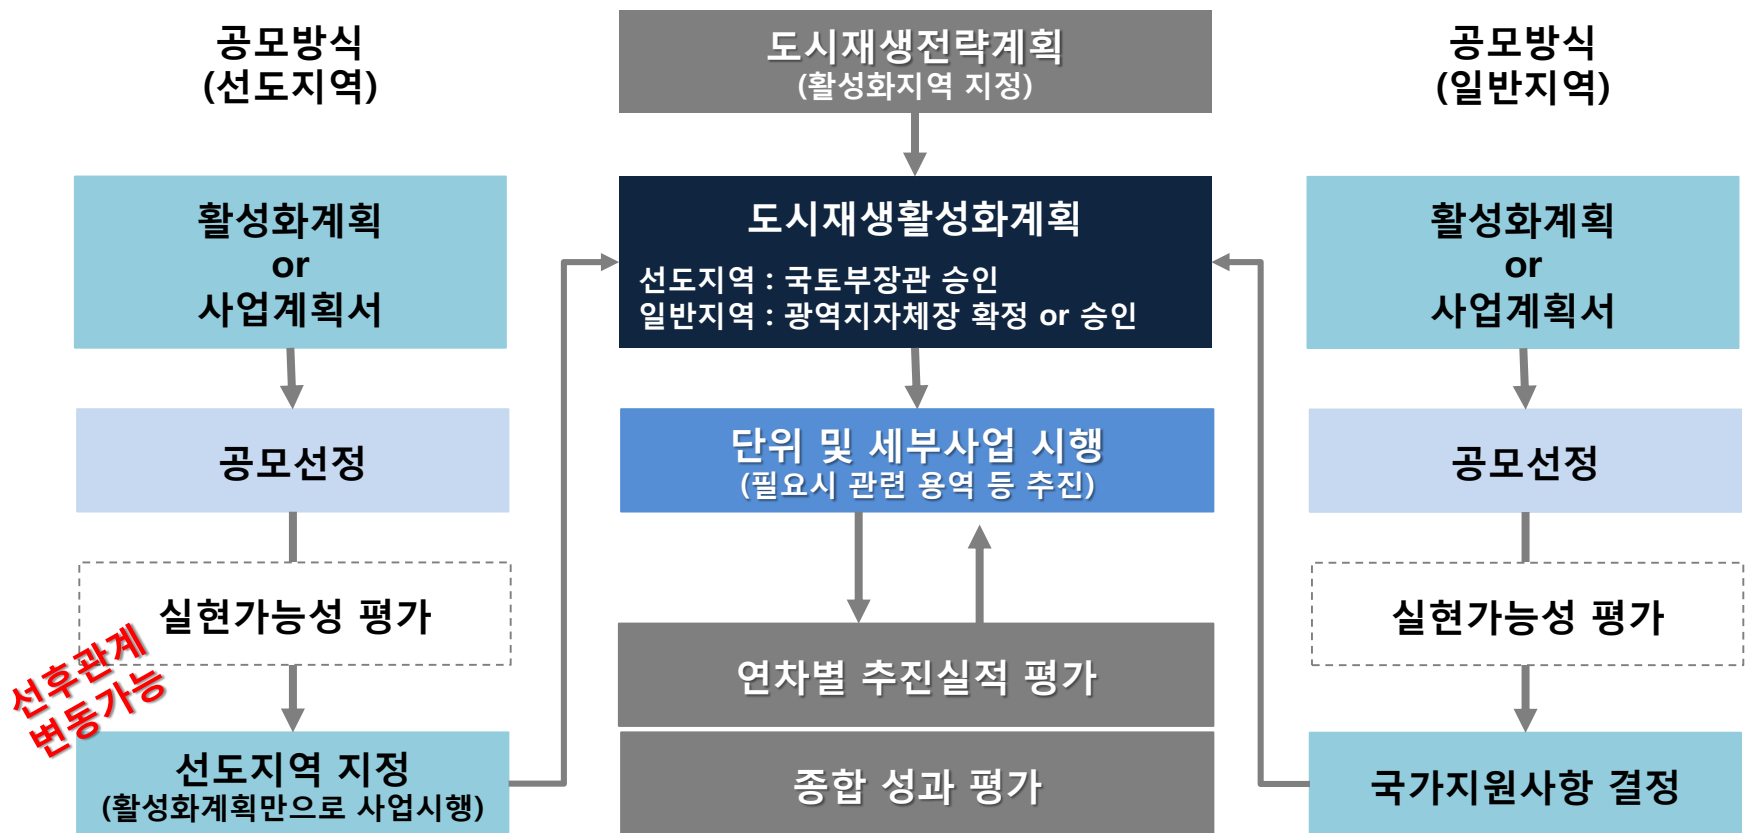 공모방식
(선도지역)
활성화계획
or
사업계획서
공모선정
실현가능성 평가
선후관계
변동가능
선도지역 지정
(활성화계획만으로 사업시행)
도시재생전략계획
(활성화지역 지정)
도시재생활성화계획
선도지역 : 국토부장관 승인
일반지역 : 광역지자체장 확정 or 승인
단위 및 세부사업 시행
(필요시 관련 용역 등 추진)
연차별 추진실적 평가
종합 성과 평가
공모방식
(일반지역)
활성화계획
or
사업계획서
공모선정
실현가능성 평가
국가지원사항 결정